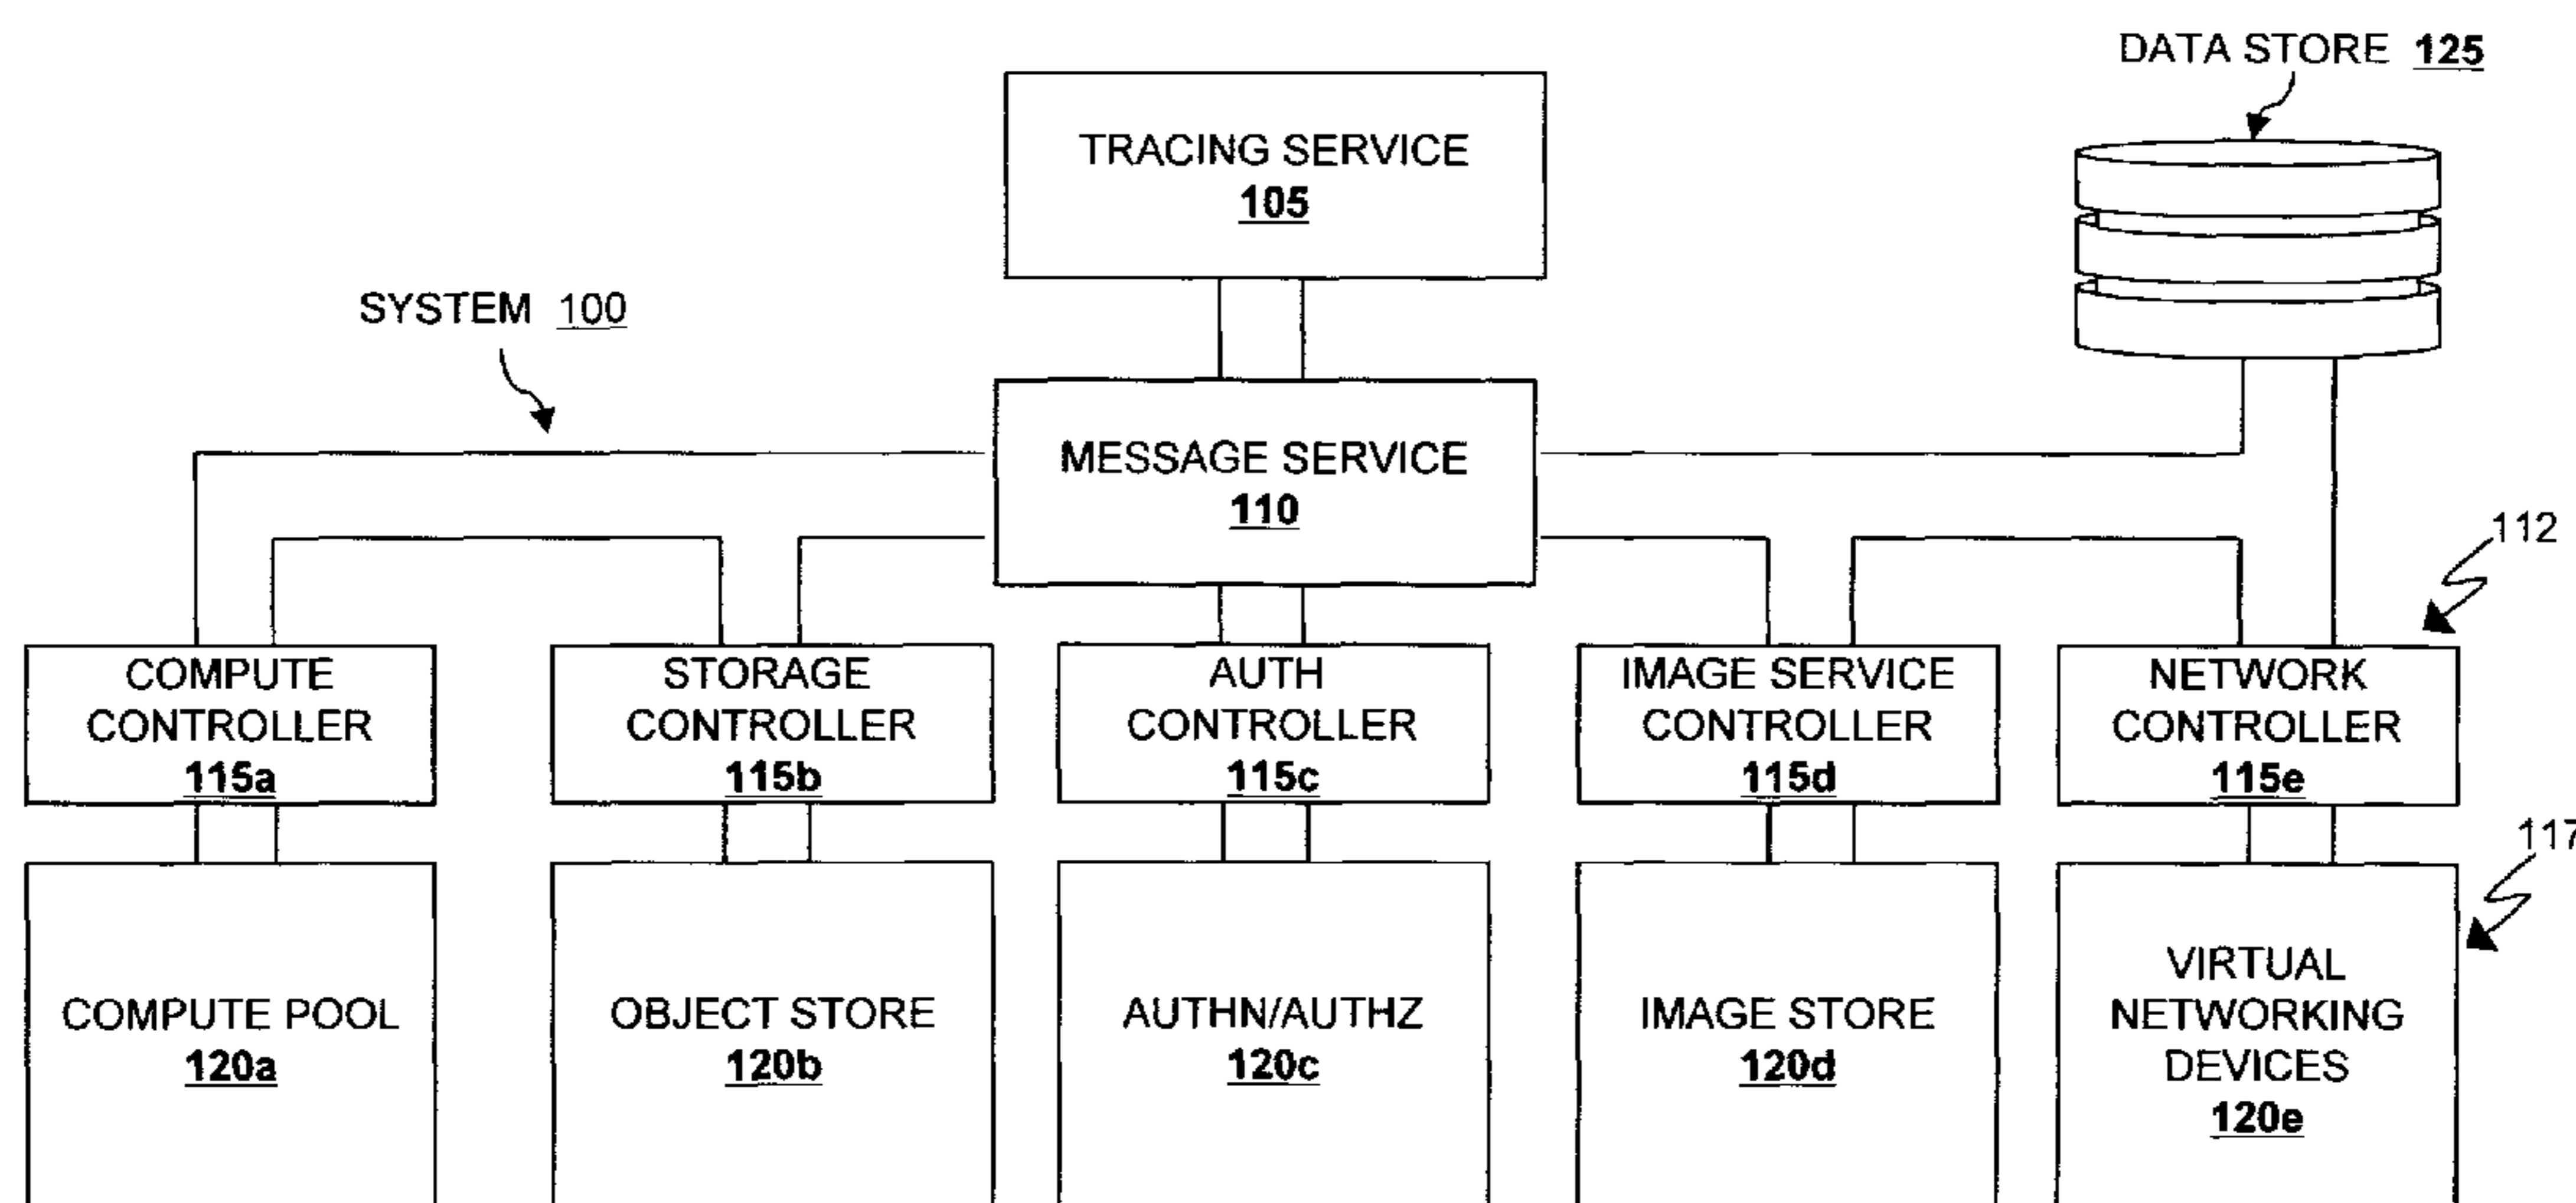 DATA STORE 125
TRACING SERVICE
105
SYSTEM 100
MESSAGE SERVICE
110
112
COMPUTE
CONTROLLER
115a
STORAGE
CONTROLLER
115b
AUTH
CONTROLLER
115c
IMAGE SERVICE
CONTROLLER
115d
NETWORK
CONTROLLER
115e
117
COMPUTE POOL
120a
OBJECT STORE
120b
AUTHN/AUTHZ
120c
IMAGE STORE
120d
VIRTUAL
NETWORKING
DEVICES
120e